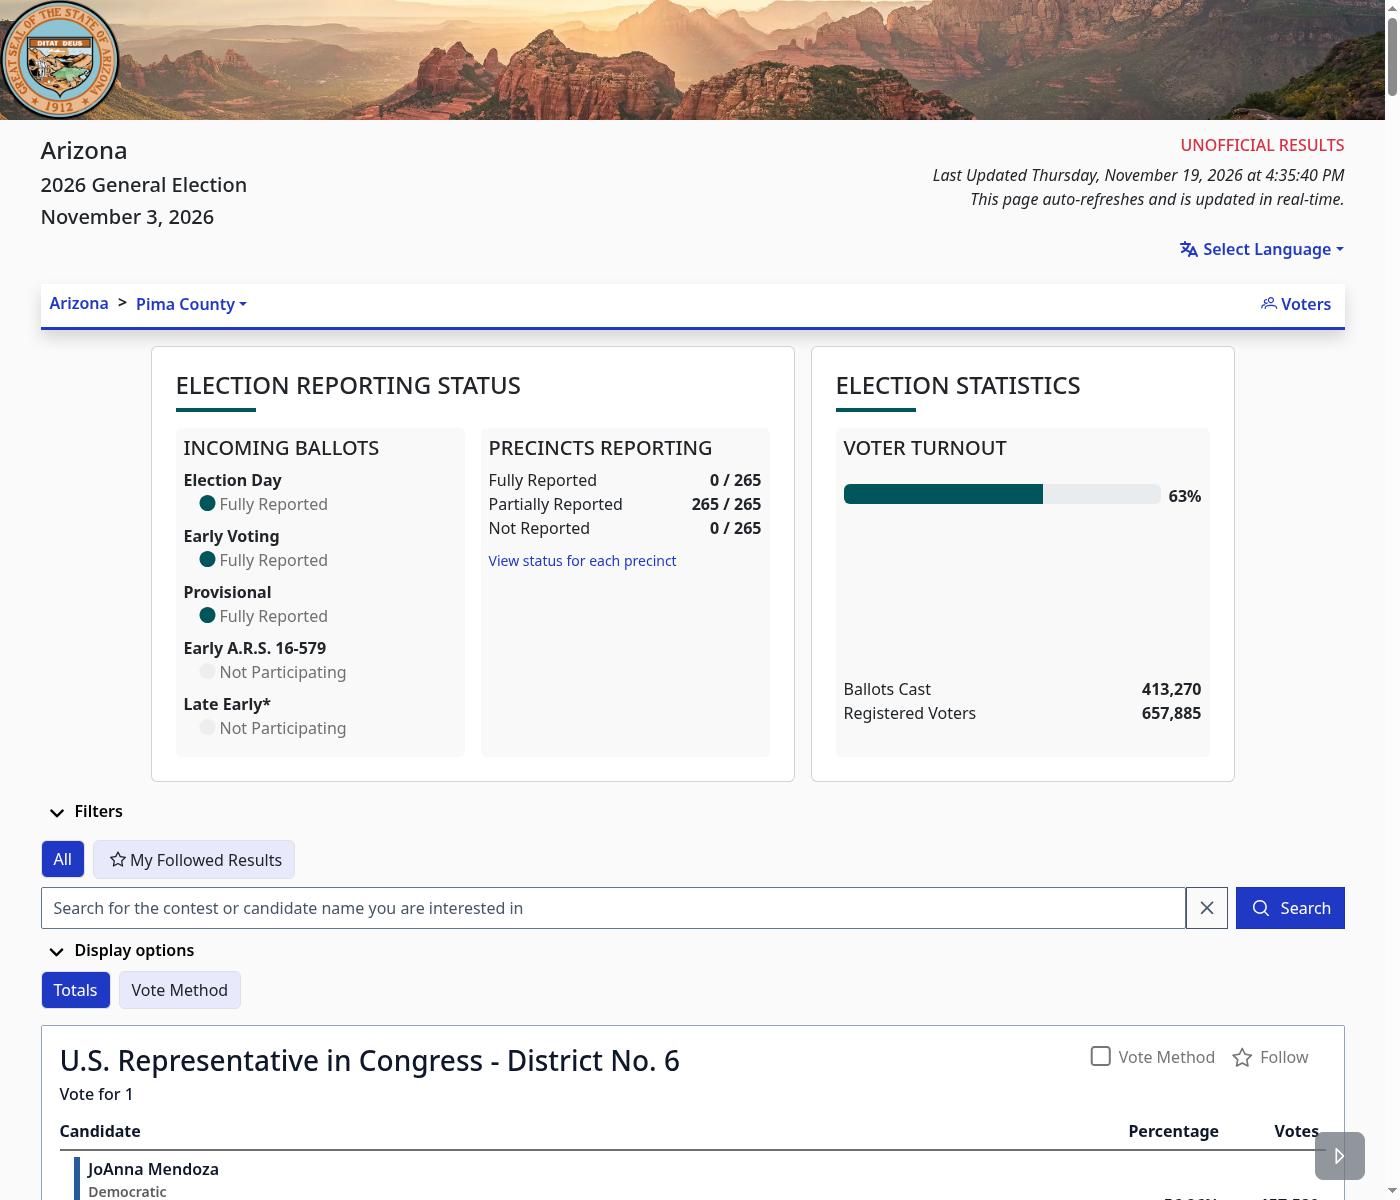 GREAT SEAL OF THE STATE OF ARIZONA
DITAT DEUS
1912
Arizona
2026 General Election
November 3, 2026
UNOFFICIAL RESULTS
Last Updated Thursday, November 19, 2026 at 4:35:40 PM
This page auto-refreshes and is updated in real-time.
Select Language
Arizona > Pima County
Voters
ELECTION REPORTING STATUS
INCOMING BALLOTS
Election Day
Fully Reported
Early Voting
Fully Reported
Provisional
Fully Reported
Early A.R.S. 16-579
Not Participating
Late Early*
Not Participating
PRECINCTS REPORTING
Fully Reported 0 / 265
Partially Reported 265 / 265
Not Reported 0 / 265
View status for each precinct
ELECTION STATISTICS
VOTER TURNOUT
63%
Ballots Cast 413,270
Registered Voters 657,885
Filters
All My Followed Results
Search for the contest or candidate name you are interested in
Search
Display options
Totals Vote Method
U.S. Representative in Congress - District No. 6
Vote Method Follow
Vote for 1
Candidate Percentage Votes
JoAnna Mendoza
Democratic